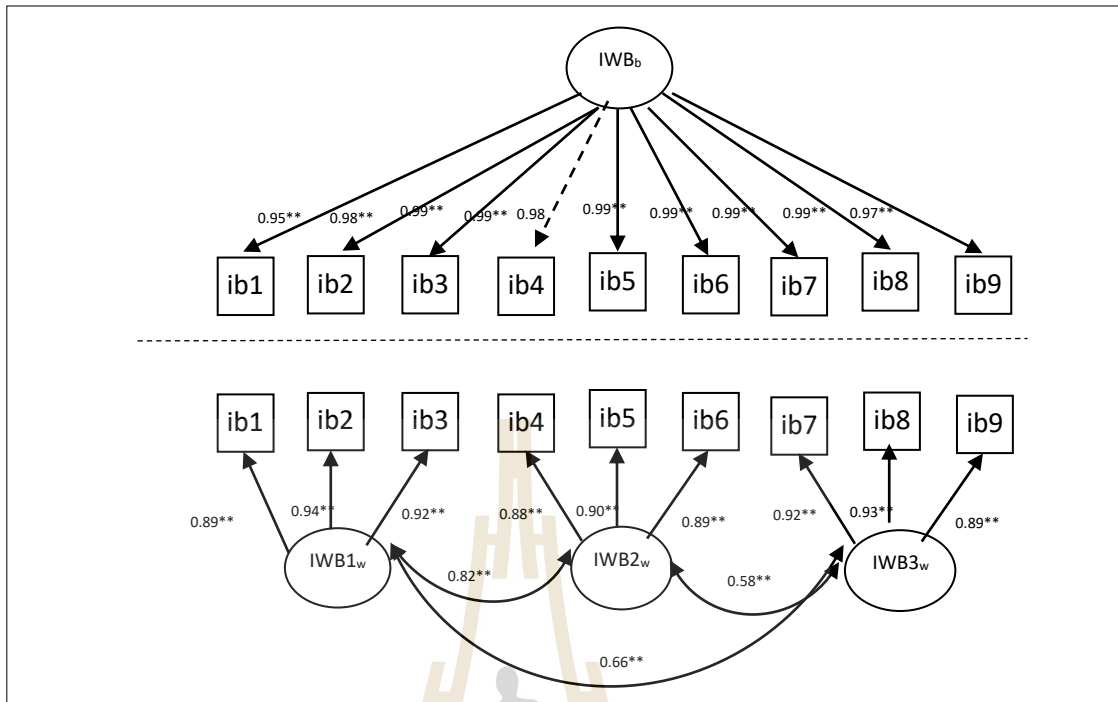 IWBb
0.95** 0.98** 0.99** 0.99** 0.98 0.99** 0.99** 0.99** 0.99** 0.97**
ib1 ib2 ib3 ib4 ib5 ib6 ib7 ib8 ib9
ib1 ib2 ib3 ib4 ib5 ib6 ib7 ib8 ib9
0.89** 0.94** 0.92** 0.88** 0.90** 0.89** 0.92** 0.93** 0.89**
IWB1w IWB2w IWB3w
0.82** 0.58**
0.66**